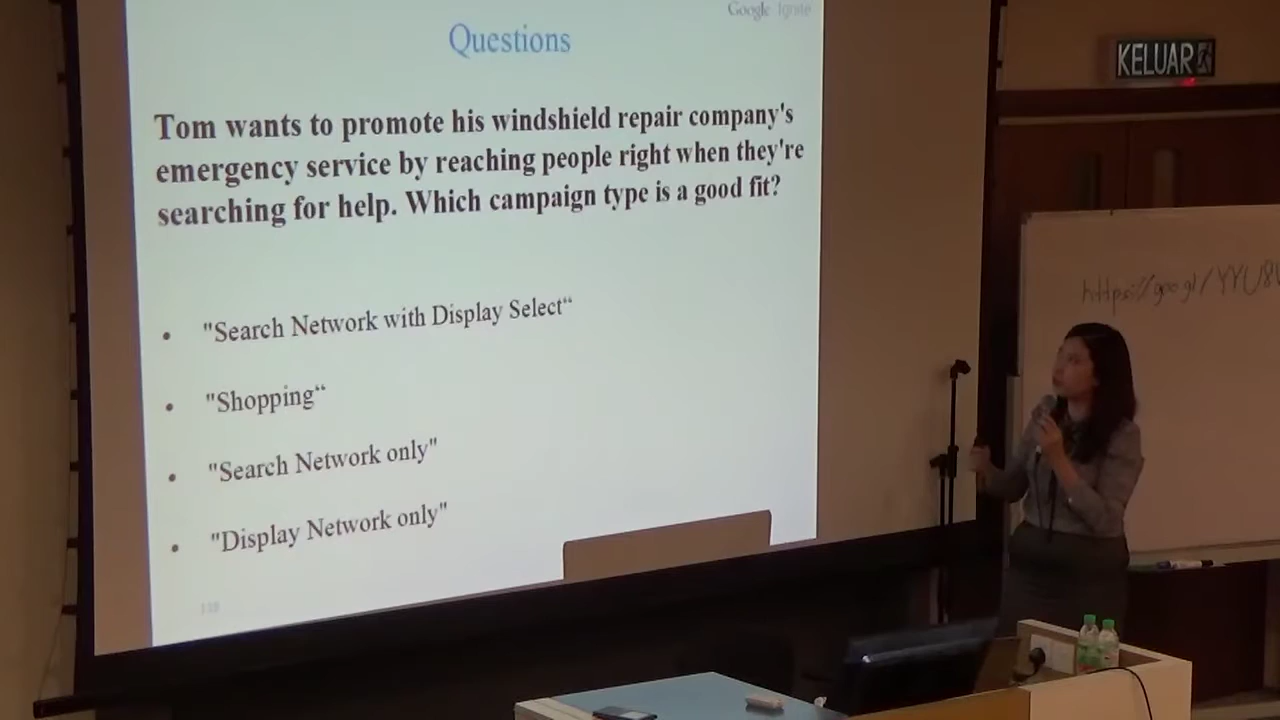 Google Ignite
Questions
KELUAR
Tom wants to promote his windshield repair company's
emergency service by reaching people right when they're
searching for help. Which campaign type is a good fit?
https://goo.gl/YYU8
• "Search Network with Display Select“
• "Shopping“
• "Search Network only"
• "Display Network only"